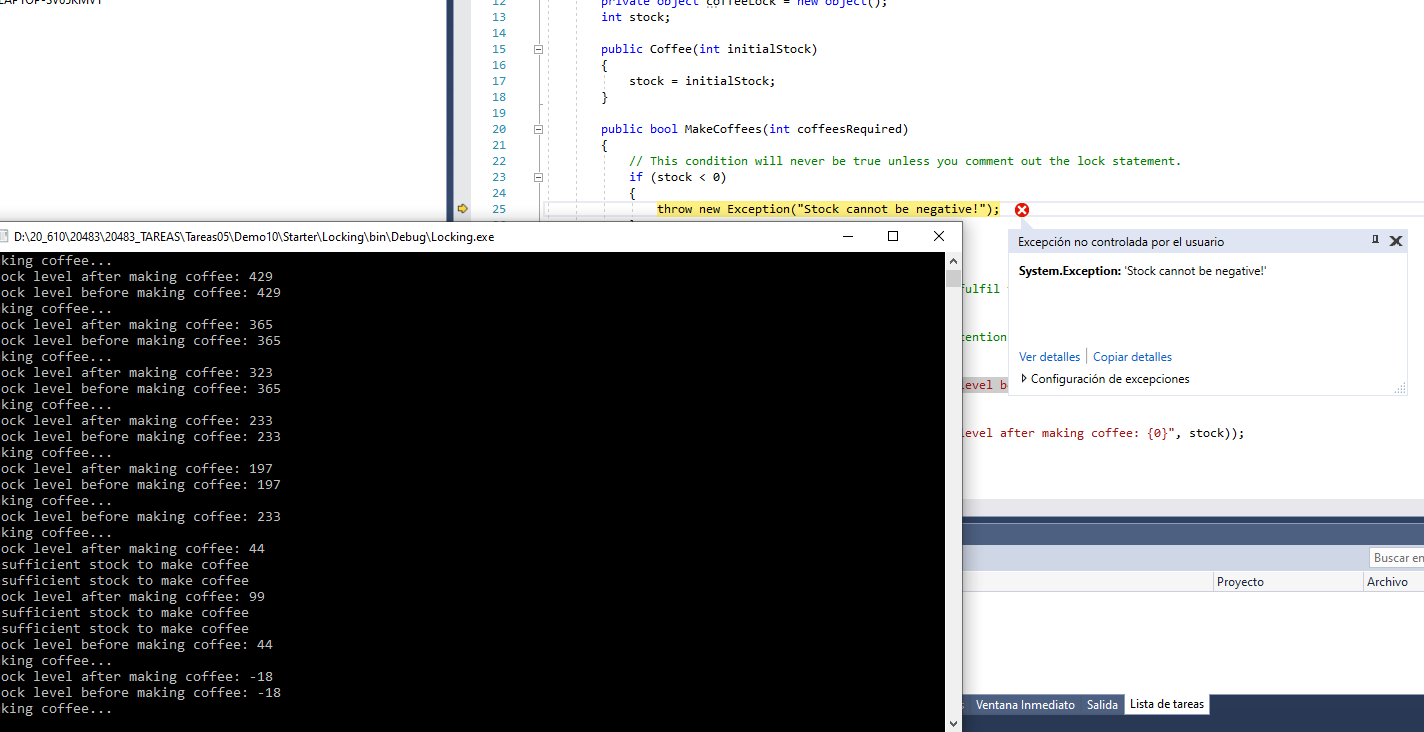 12 private object coffeeLock = new object();
13 int stock;
14
15 public Coffee(int initialStock)
16 {
17 stock = initialStock;
18 }
19
20 public bool MakeCoffees(int coffeesRequired)
21 {
22 // This condition will never be true unless you comment out the lock statement.
23 if (stock < 0)
24 {
25 throw new Exception("Stock cannot be negative!");
D:\20_610\20483\20483_TAREAS\Tareas05\Demo10\Starter\Locking\bin\Debug\Locking.exe
king coffee...
ock level after making coffee: 429
ock level before making coffee: 429
king coffee...
ock level after making coffee: 365
ock level before making coffee: 365
king coffee...
ock level after making coffee: 323
ock level before making coffee: 365
king coffee...
ock level after making coffee: 233
ock level before making coffee: 233
king coffee...
ock level after making coffee: 197
ock level before making coffee: 197
king coffee...
ock level before making coffee: 233
king coffee...
ock level after making coffee: 44
sufficient stock to make coffee
sufficient stock to make coffee
ock level after making coffee: 99
sufficient stock to make coffee
sufficient stock to make coffee
ock level before making coffee: 44
king coffee...
ock level after making coffee: -18
ock level before making coffee: -18
king coffee...
Excepción no controlada por el usuario
System.Exception: 'Stock cannot be negative!'
Ver detalles | Copiar detalles
Configuración de excepciones
fulfil
tention
level b
level after making coffee: {0}", stock));
Buscar en
Proyecto Archivo
Ventana Inmediato Salida Lista de tareas